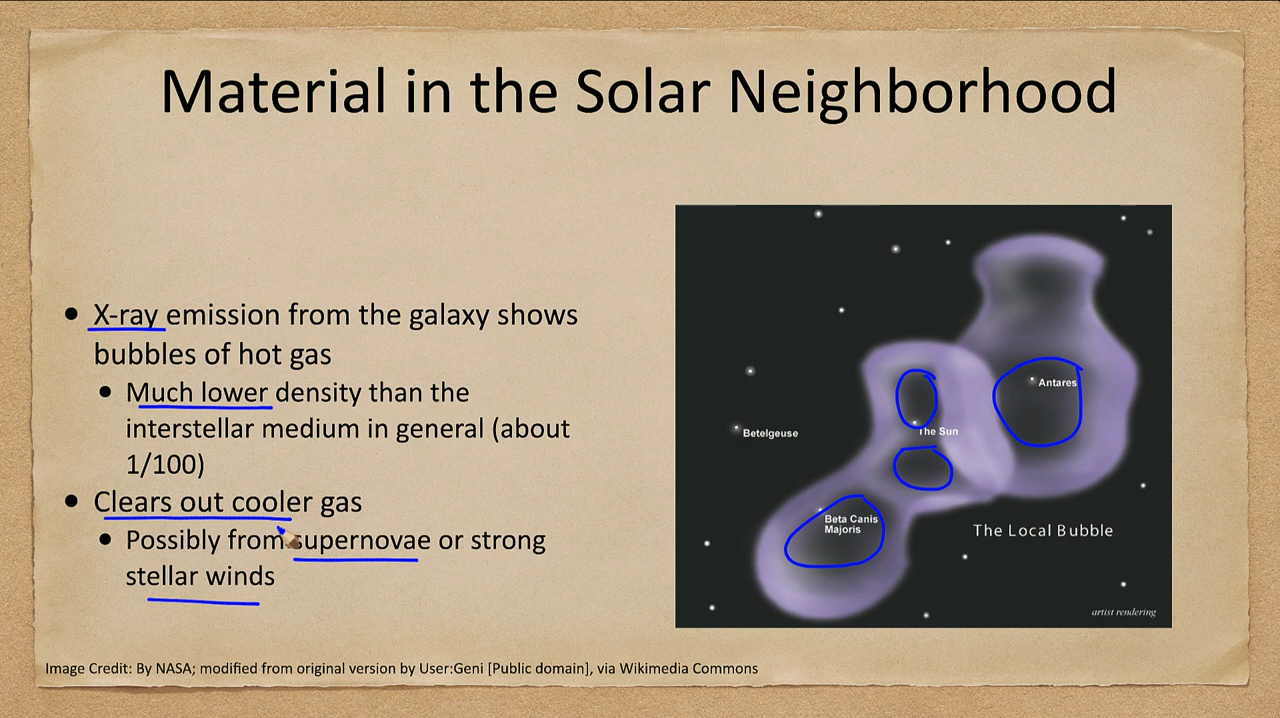 Material in the Solar Neighborhood
• X-ray emission from the galaxy shows
bubbles of hot gas
• Much lower density than the
interstellar medium in general (about
1/100)
• Clears out cooler gas
• Possibly from supernovae or strong
stellar winds
Antares
Betelgeuse
The Sun
Beta Canis
Majoris
The Local Bubble
artist rendering
Image Credit: By NASA; modified from original version by User:Geni [Public domain], via Wikimedia Commons